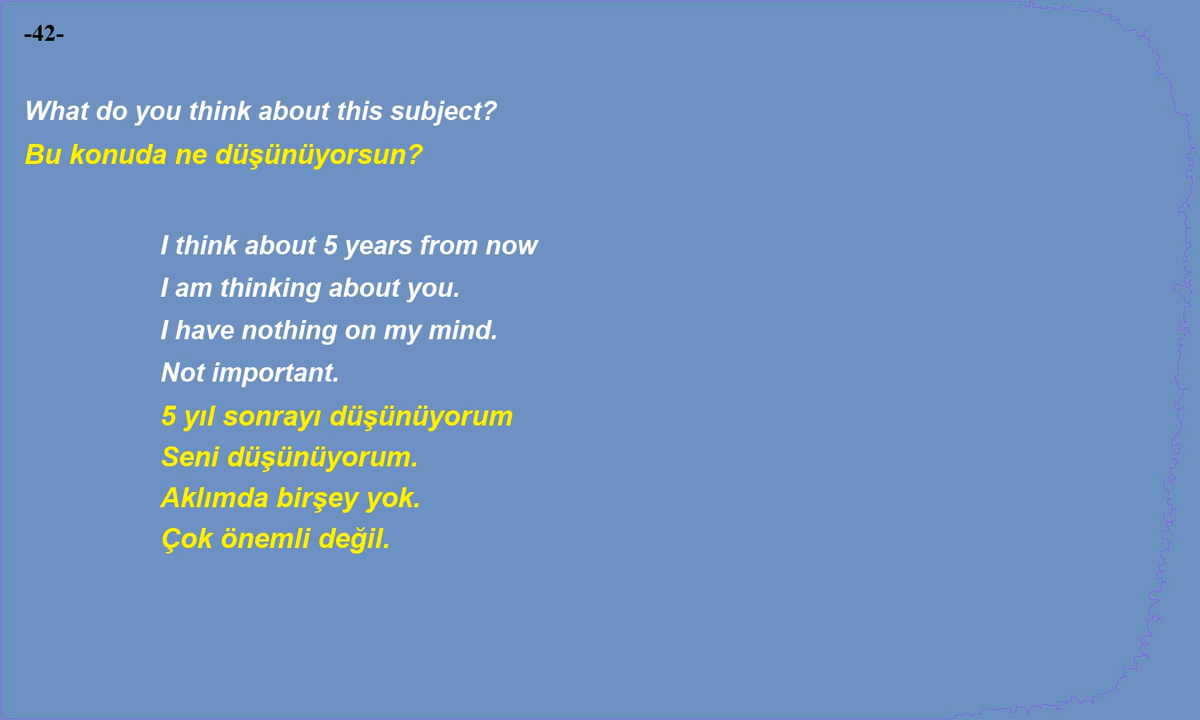 -42-
What do you think about this subject?
Bu konuda ne düşünüyorsun?
I think about 5 years from now
I am thinking about you.
I have nothing on my mind.
Not important.
5 yıl sonrayı düşünüyorum
Seni düşünüyorum.
Aklımda birşey yok.
Çok önemli değil.